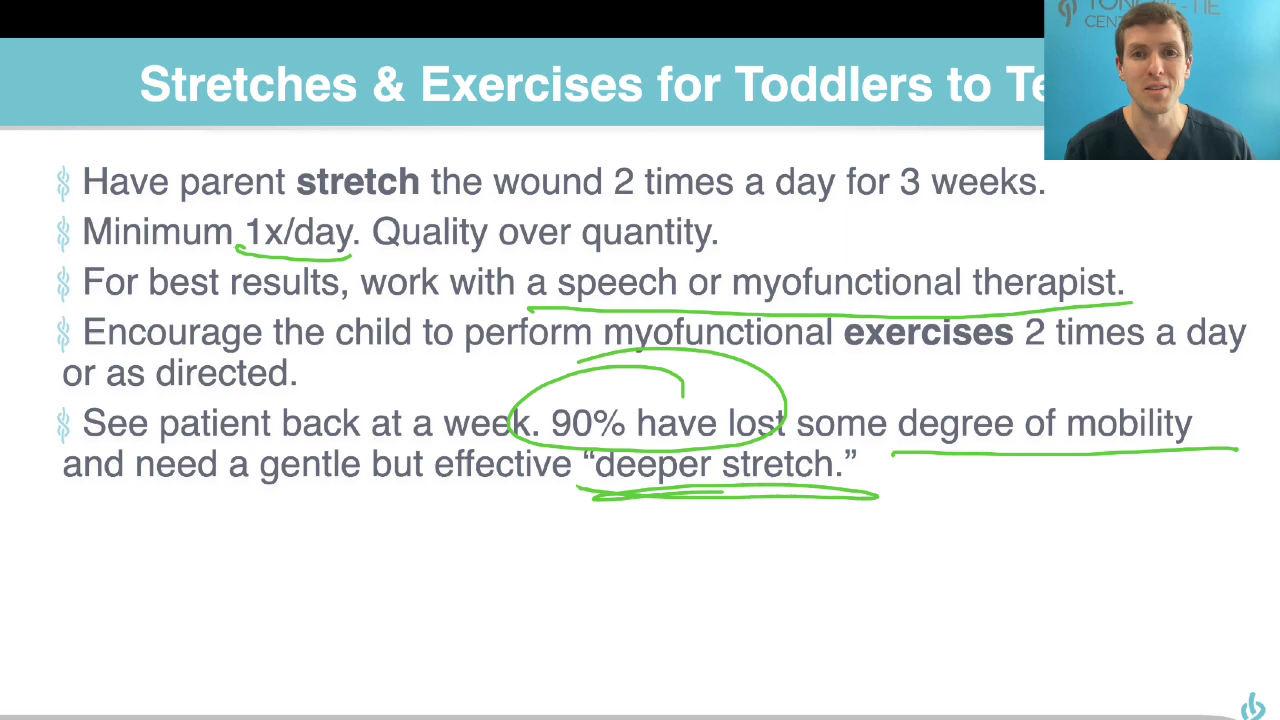 Stretches & Exercises for Toddlers to Te
Have parent stretch the wound 2 times a day for 3 weeks.
Minimum 1x/day. Quality over quantity.
For best results, work with a speech or myofunctional therapist.
Encourage the child to perform myofunctional exercises 2 times a day
or as directed.
See patient back at a week. 90% have lost some degree of mobility
and need a gentle but effective “deeper stretch.”